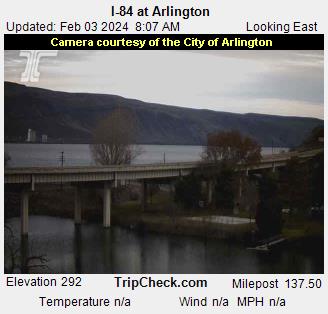 I-84 at Arlington
Updated: Feb 03 2024 8:07 AM Looking East
Camera courtesy of the City of Arlington
Elevation 292 TripCheck.com Milepost 137.50
Temperature n/a Wind n/a MPH n/a